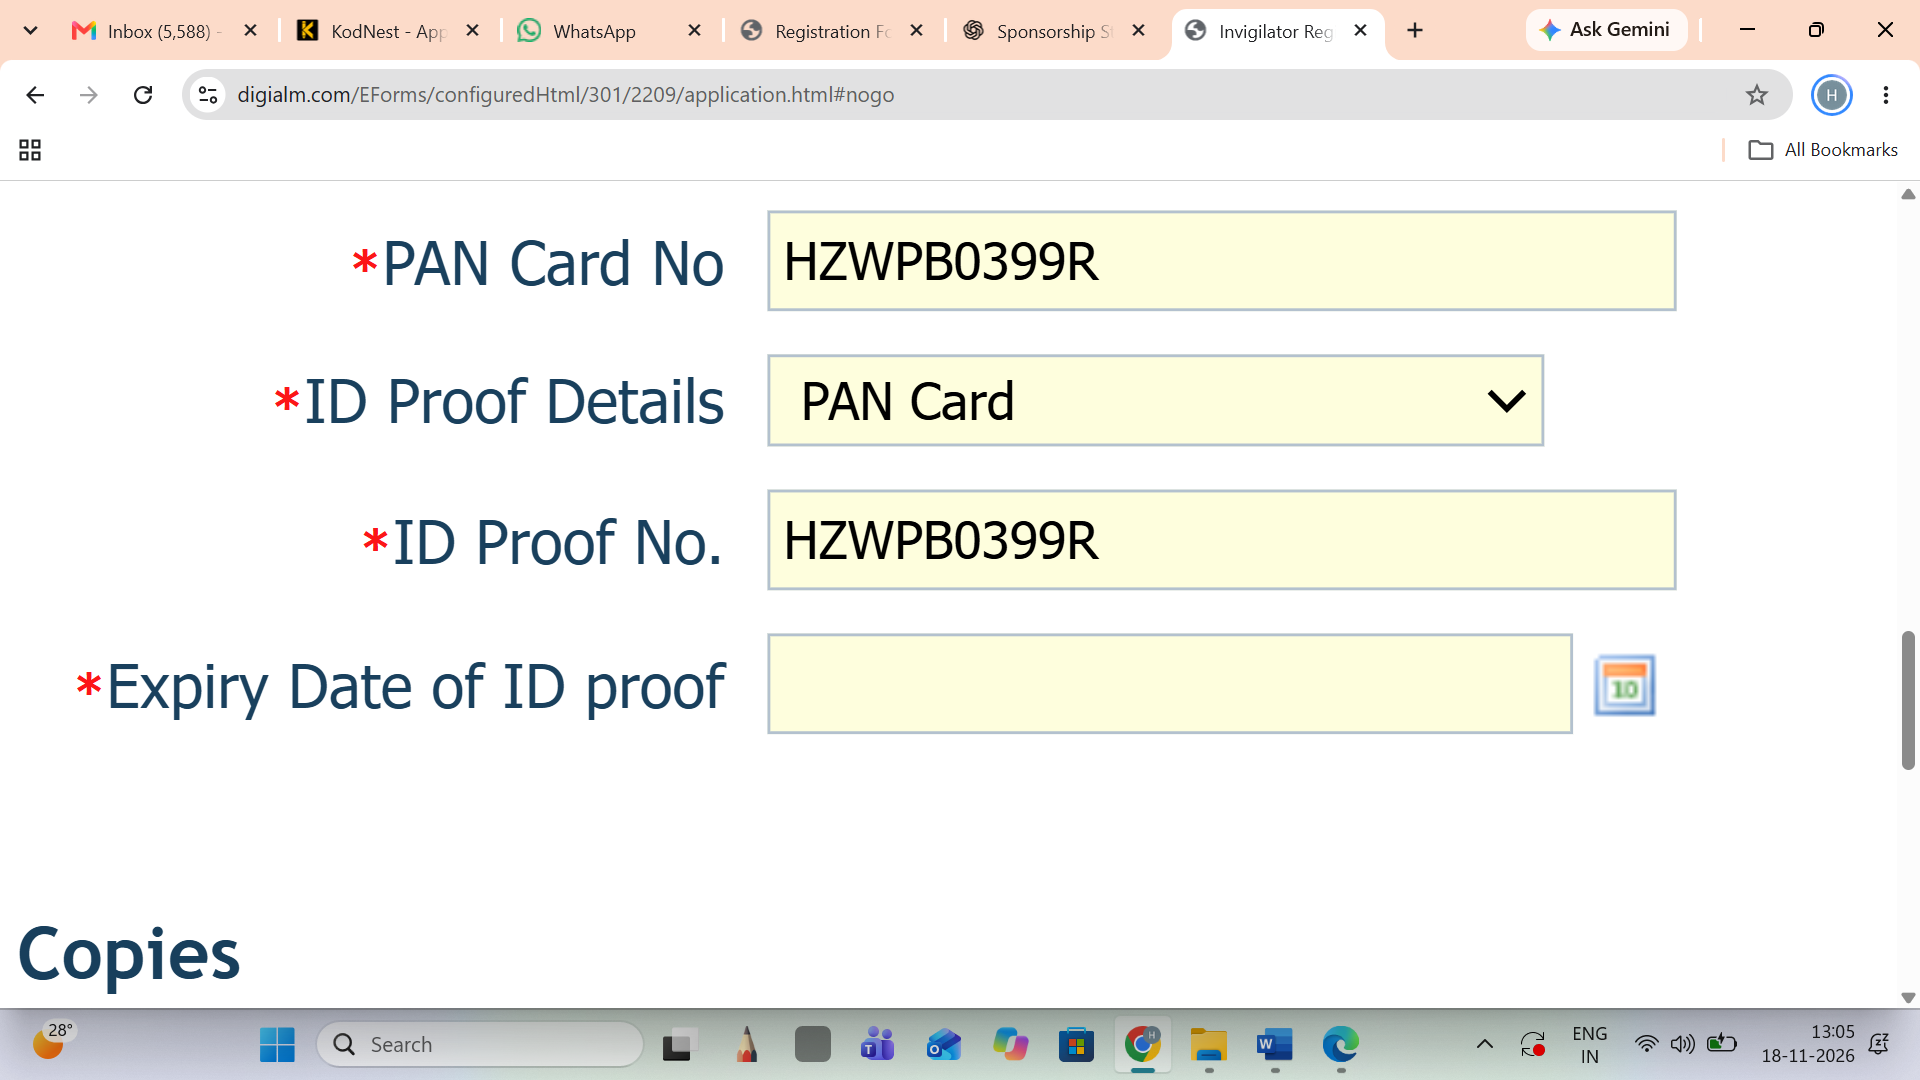 Inbox (5,588) -
KodNest - App
WhatsApp
Registration Fo
Sponsorship St
Invigilator Reg
Ask Gemini
digialm.com/EForms/configuredHtml/301/2209/application.html#nogo
H
All Bookmarks
*PAN Card No
HZWPB0399R
*ID Proof Details
PAN Card
*ID Proof No.
HZWPB0399R
*Expiry Date of ID proof
10
Copies
28°
Search
ENG
IN
13:05
18-11-2026